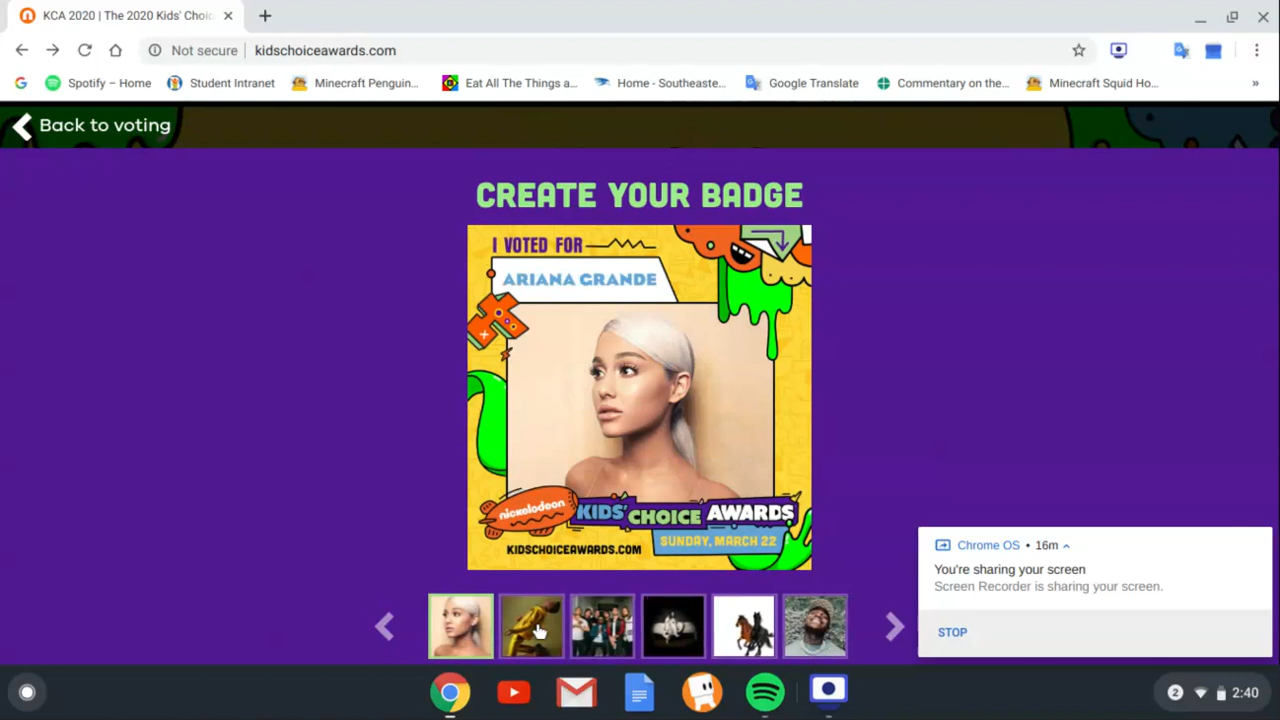 KCA 2020 | The 2020 Kids' Choic
Not secure kidschoiceawards.com
Spotify – Home Student Intranet Minecraft Penguin... Eat All The Things a... Home - Southeaste... Google Translate Commentary on the... Minecraft Squid Ho... »
Back to voting
CREATE YOUR BADGE
I VOTED FOR
ARIANA GRANDE
nickelodeon KIDS' CHOICE AWARDS
SUNDAY, MARCH 22
KIDSCHOICEAWARDS.COM
Chrome OS • 16m
You're sharing your screen
Screen Recorder is sharing your screen.
STOP
2 2:40